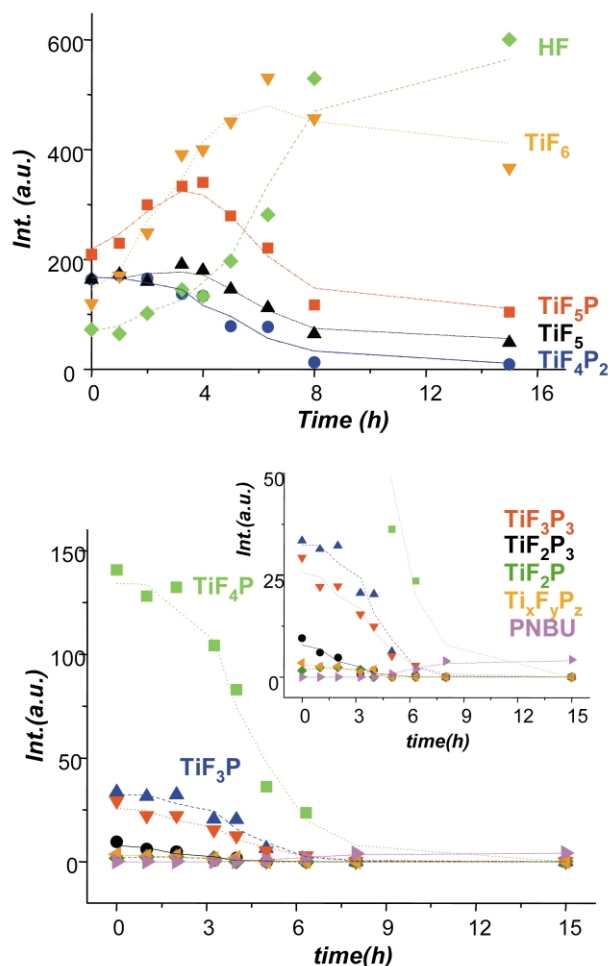 600
400
200
0
Int. (a.u.)
HF
TiF6
TiF5P
TiF5
TiF4P2
0
4
8
12
16
Time (h)
150
100
50
0
Int.(a.u.)
TiF4P
TiF3P
0
3
6
9
12
15
time(h)
50
25
0
Int.(a.u.)
TiF3P3
TiF2P3
TiF2P
TixFyPz
PNBU
0
3
6
9
12
15
time(h)